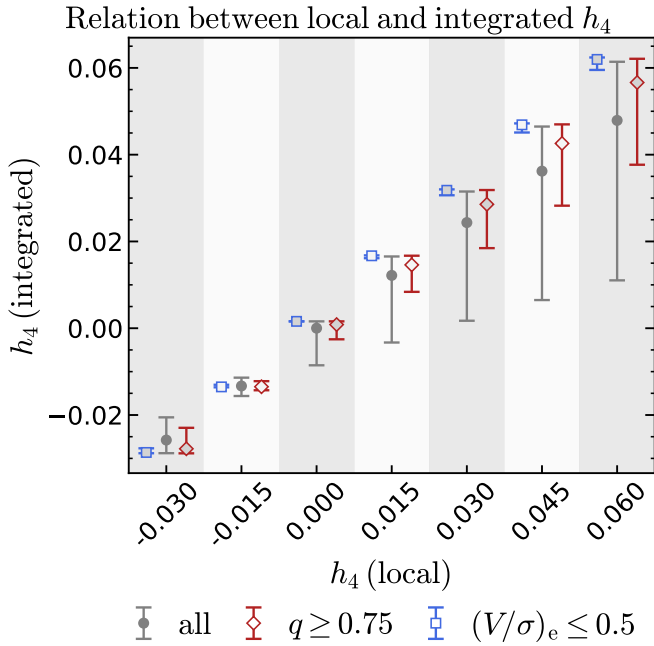 Relation between local and integrated h₄
h₄ (integrated)
0.06
0.04
0.02
0.00
−0.02
-0.030 -0.015 0.000 0.015 0.030 0.045 0.060
h₄ (local)
all q ≥ 0.75 (V/σ)ₑ ≤ 0.5